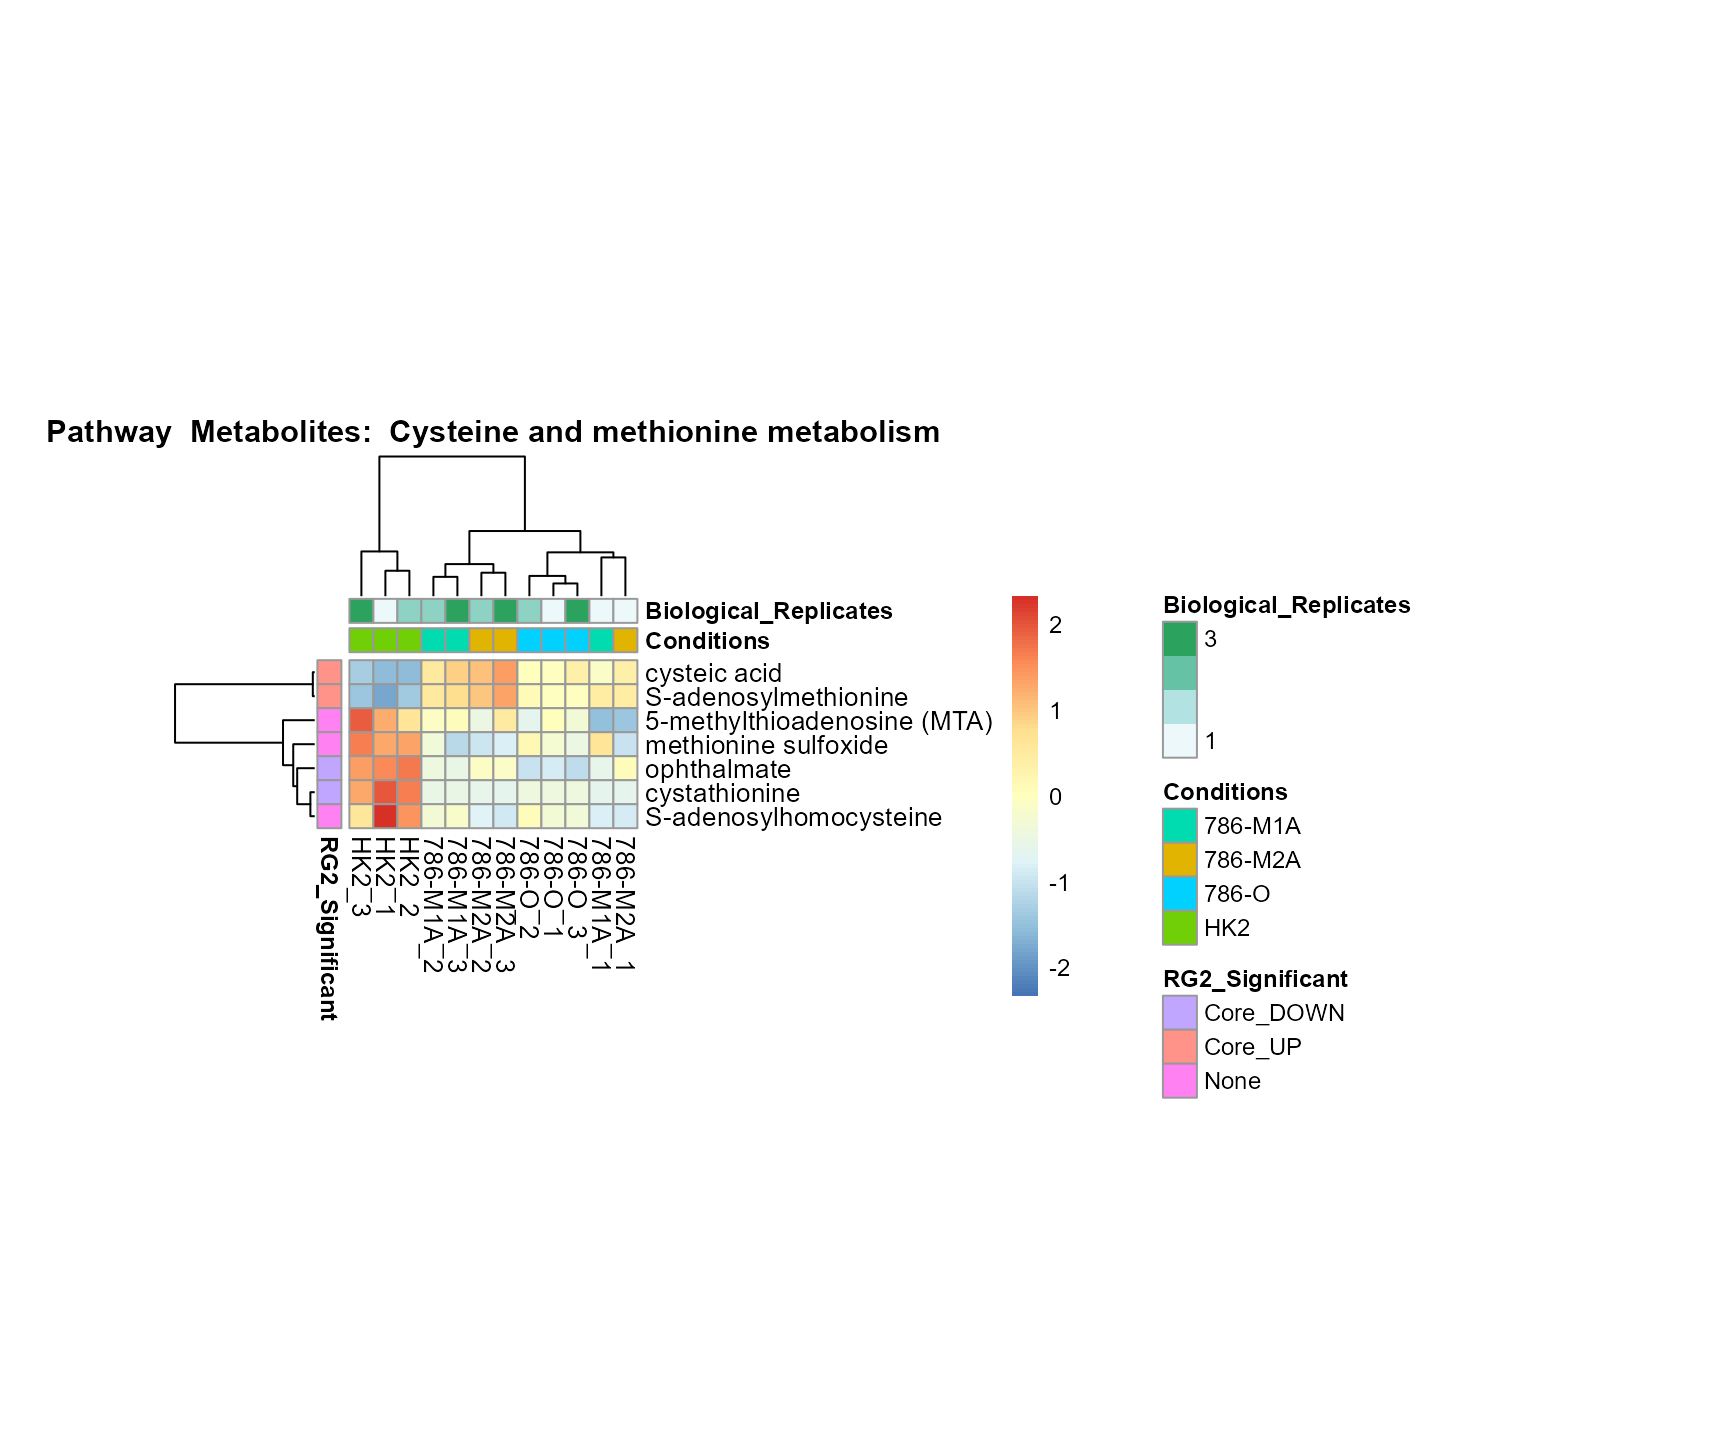 Pathway  Metabolites:  Cysteine and methionine metabolism
Biological_Replicates
Conditions
cysteic acid
S-adenosylmethionine
5-methylthioadenosine (MTA)
methionine sulfoxide
ophthalmate
cystathionine
S-adenosylhomocysteine
RG2_Significant
HK2_3
HK2_1
HK2_2
786-M1A_2
786-M1A_3
786-M2A_2
786-M2A_3
786-O_2
786-O_1
786-O_3
786-M1A_1
786-M2A_1
2
1
0
-1
-2
Biological_Replicates
3
1
Conditions
786-M1A
786-M2A
786-O
HK2
RG2_Significant
Core_DOWN
Core_UP
None